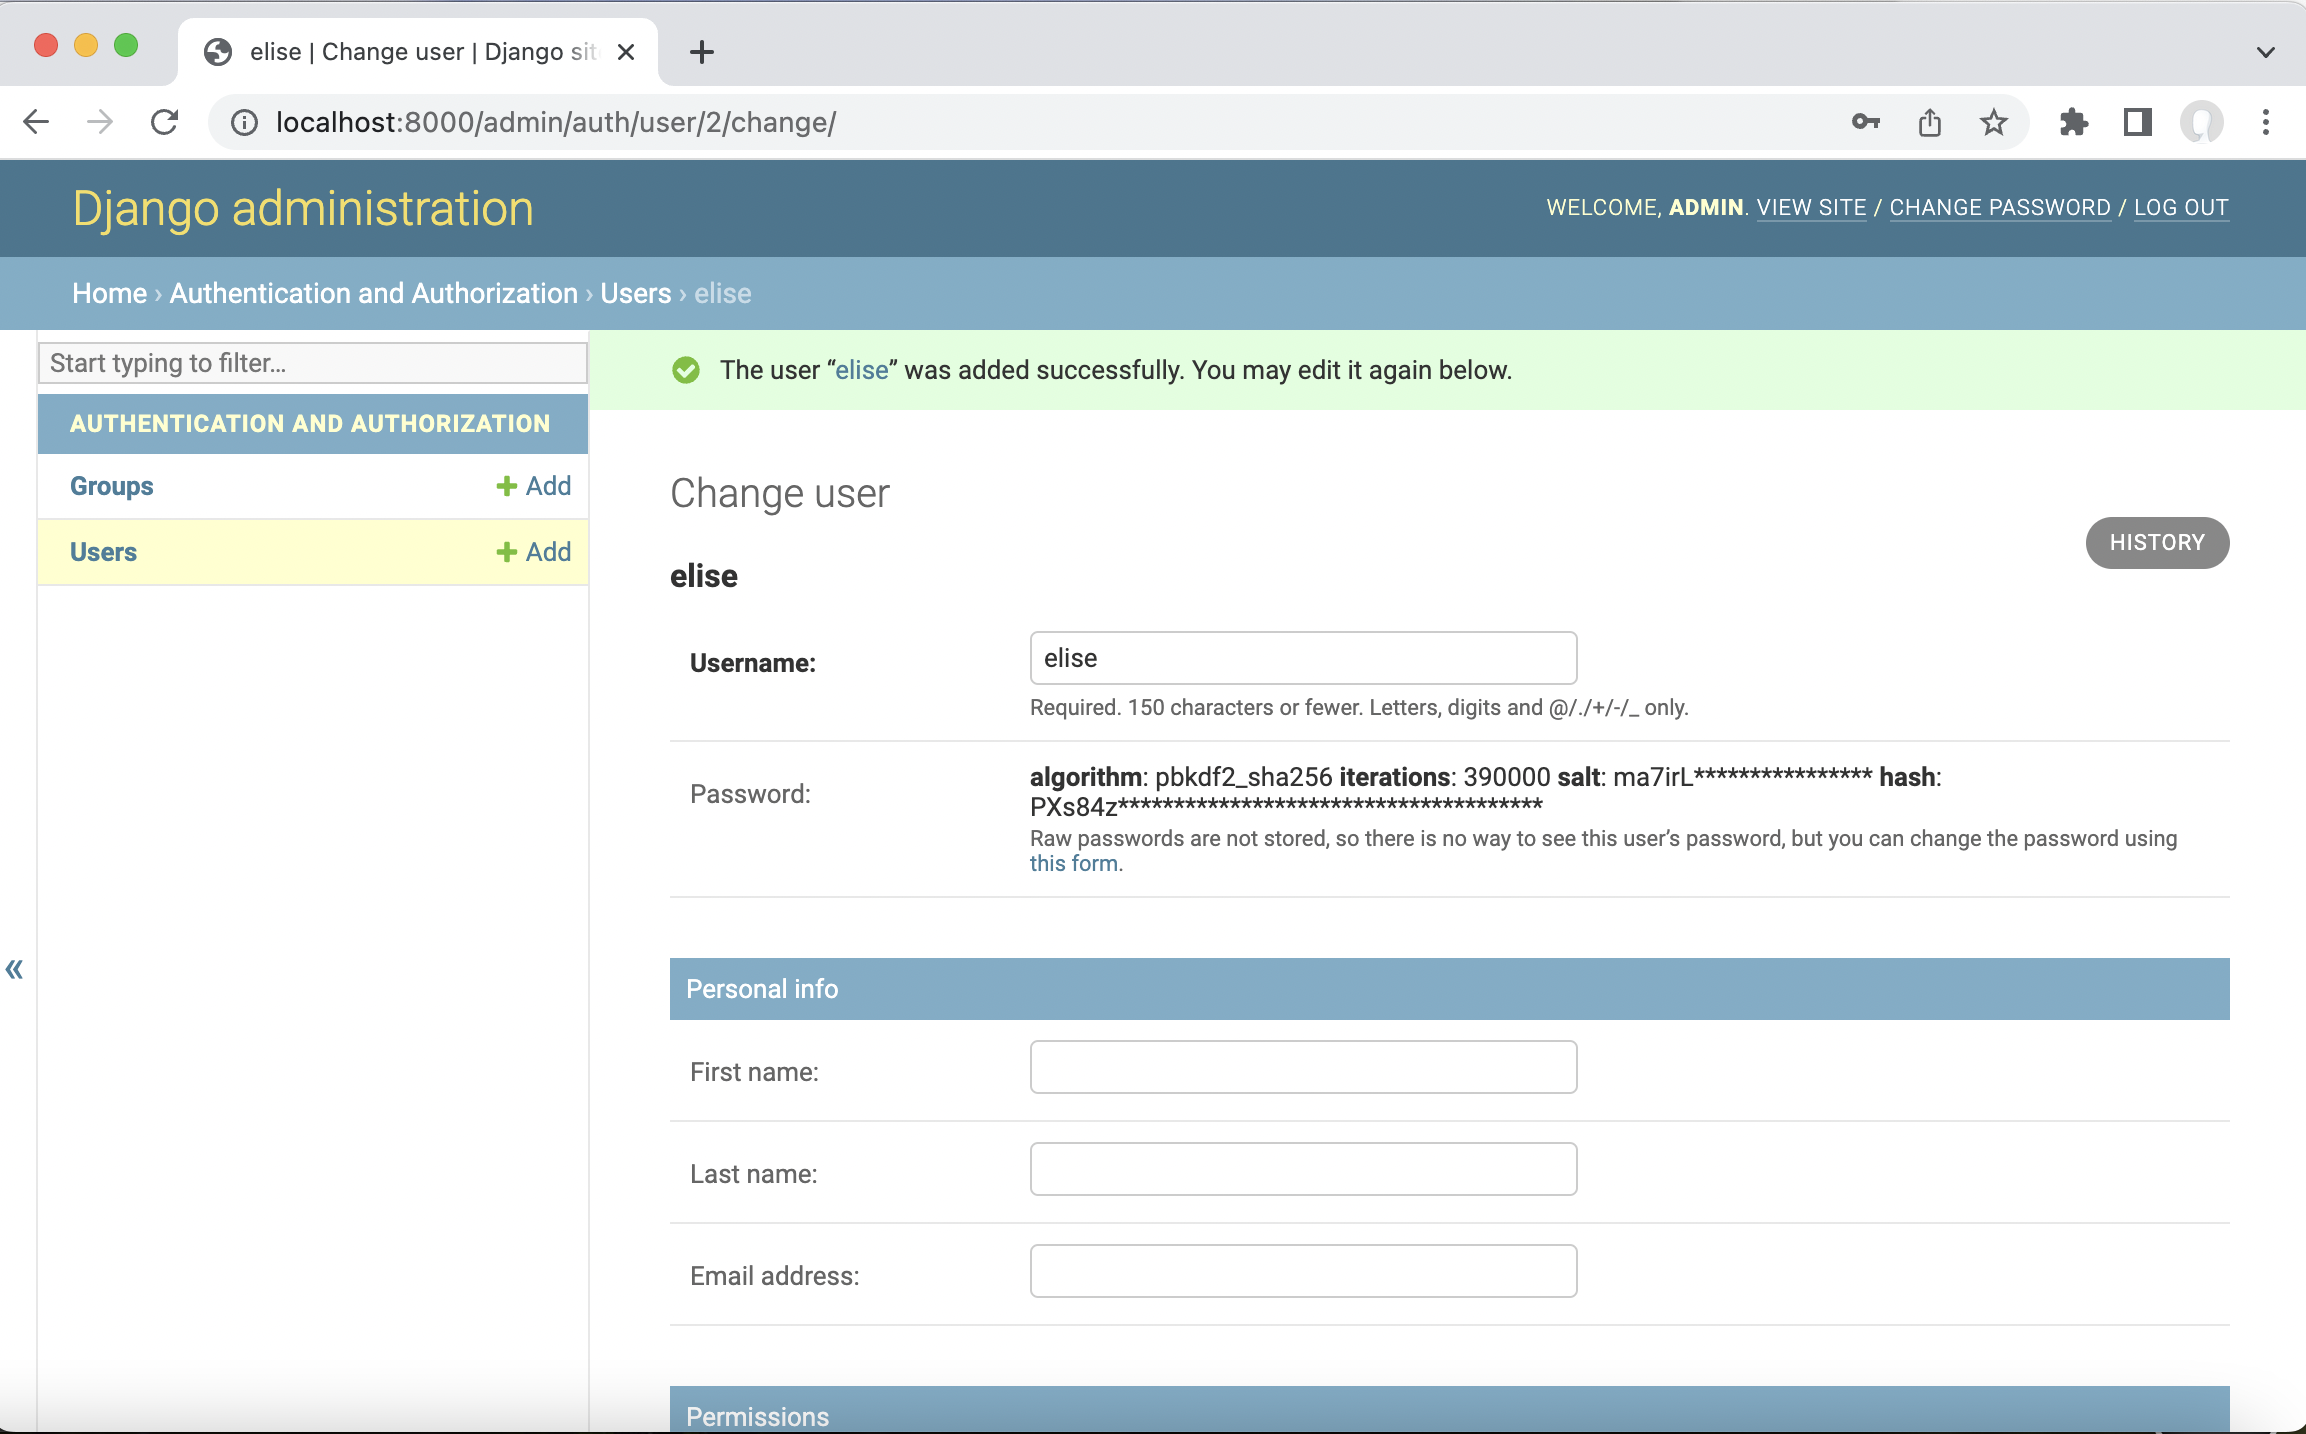 elise | Change user | Django sit
localhost:8000/admin/auth/user/2/change/
Django administration
WELCOME, ADMIN. VIEW SITE / CHANGE PASSWORD / LOG OUT
Home › Authentication and Authorization › Users › elise
Start typing to filter...
AUTHENTICATION AND AUTHORIZATION
Groups + Add
Users + Add
«
The user “elise” was added successfully. You may edit it again below.
Change user
HISTORY
elise
Username: elise
Required. 150 characters or fewer. Letters, digits and @/./+/-/_ only.
Password: algorithm: pbkdf2_sha256 iterations: 390000 salt: ma7irL**************** hash:
PXs84z**************************************
Raw passwords are not stored, so there is no way to see this user’s password, but you can change the password using
this form.
Personal info
First name:
Last name:
Email address:
Permissions